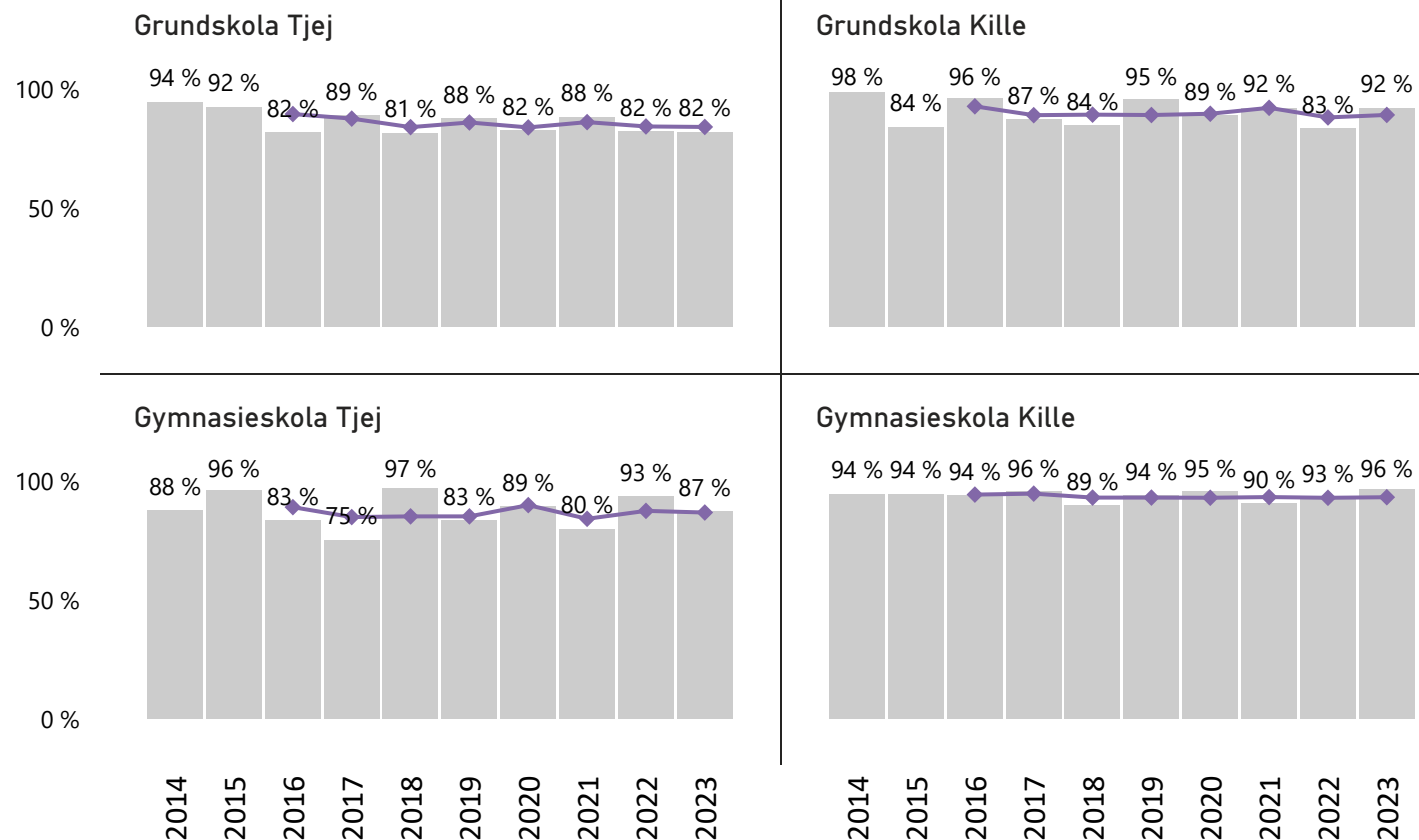 Grundskola Tjej
100 %
50 %
0 %
94 % 92 % 82 % 89 % 81 % 88 % 82 % 88 % 82 % 82 %
Grundskola Kille
98 % 84 % 96 % 87 % 84 % 95 % 89 % 92 % 83 % 92 %
Gymnasieskola Tjej
100 %
50 %
0 %
88 % 96 % 83 % 75 % 97 % 83 % 89 % 80 % 93 % 87 %
Gymnasieskola Kille
94 % 94 % 94 % 96 % 89 % 94 % 95 % 90 % 93 % 96 %
2014 2015 2016 2017 2018 2019 2020 2021 2022 2023
2014 2015 2016 2017 2018 2019 2020 2021 2022 2023